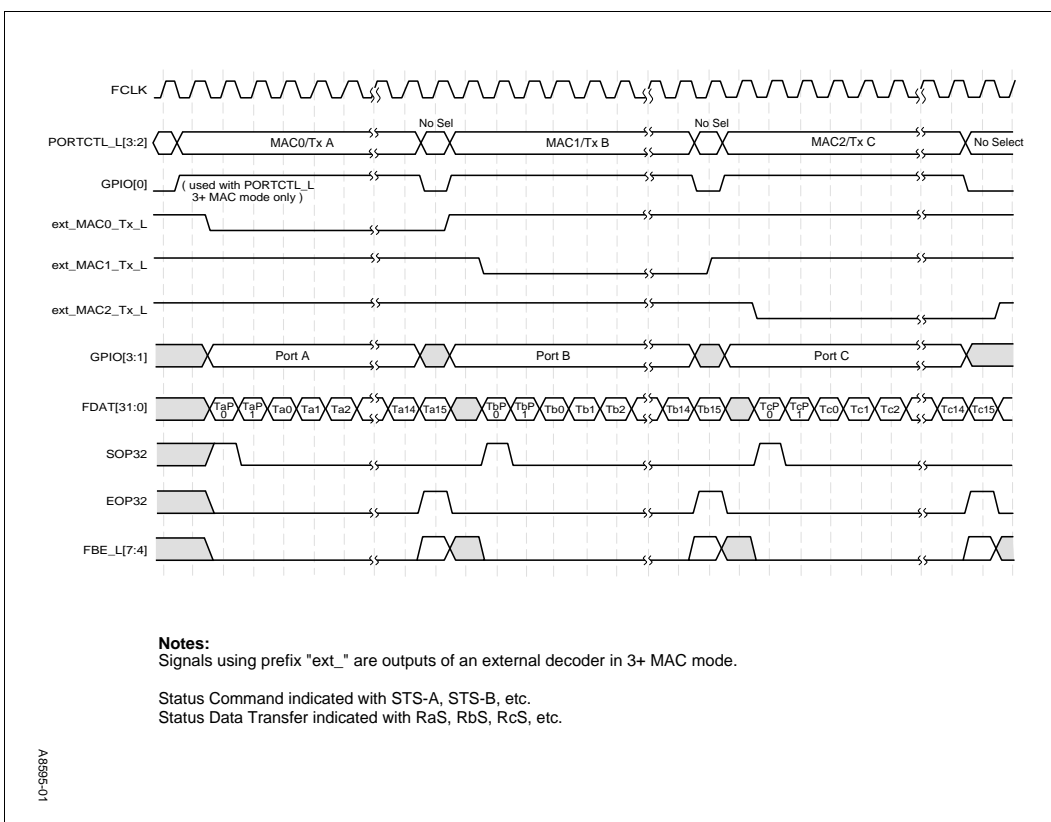 FCLK
No Sel
No Sel
PORTCTL_L[3:2]
MAC0/Tx A
MAC1/Tx B
MAC2/Tx C
No Select
GPIO[0]
( used with PORTCTL_L
3+ MAC mode only )
ext_MAC0_Tx_L
ext_MAC1_Tx_L
ext_MAC2_Tx_L
GPIO[3:1]
Port A
Port B
Port C
FDAT[31:0]
TaP 0
TaP 1
Ta0
Ta1
Ta2
Ta14
Ta15
TbP 0
TbP 1
Tb0
Tb1
Tb2
Tb14
Tb15
TcP 0
TcP 1
Tc0
Tc1
Tc2
Tc14
Tc15
SOP32
EOP32
FBE_L[7:4]
Notes:
Signals using prefix "ext_" are outputs of an external decoder in 3+ MAC mode.
Status Command indicated with STS-A, STS-B, etc.
Status Data Transfer indicated with RaS, RbS, RcS, etc.
A8595-01